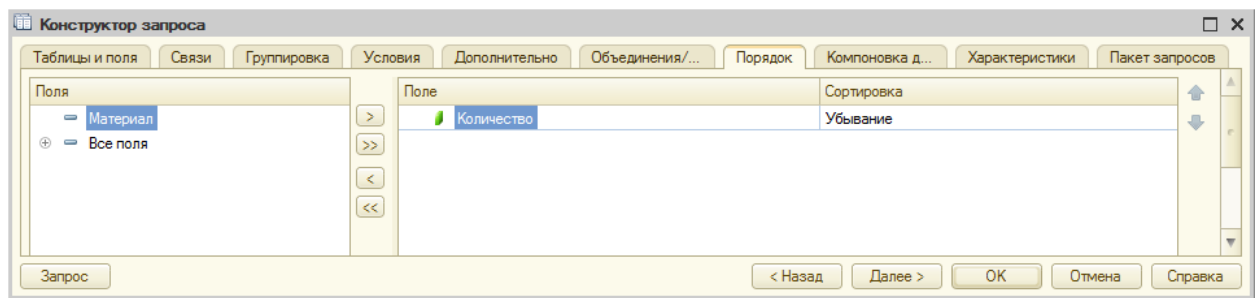 Конструктор запроса
Таблицы и поля Связи Группировка Условия Дополнительно Объединения/... Порядок Компоновка д... Характеристики Пакет запросов
Поля Поле Сортировка
Материал > Количество Убывание
Все поля >>
<
<<
Запрос < Назад Далее > ОК Отмена Справка